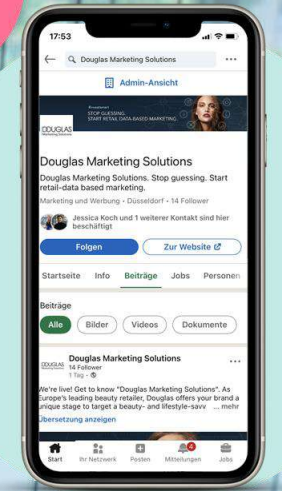 17:53
Douglas Marketing Solutions
Admin-Ansicht
STOP GUESSING.
START RETAIL DATA-BASED MARKETING.
DOUGLAS
Douglas Marketing Solutions
Douglas Marketing Solutions. Stop guessing. Start
retail-data based marketing.
Marketing und Werbung • Düsseldorf • 14 Follower
Jessica Koch und 1 weiterer Kontakt sind hier
beschäftigt
Folgen
Zur Website
Startseite Info Beiträge Jobs Personen
Beiträge
Alle Bilder Videos Dokumente
DOUGLAS
Douglas Marketing Solutions
14 Follower
1 Tag •
We're live! Get to know "Douglas Marketing Solutions". As
Europe's leading beauty retailer, Douglas offers your brand a
unique stage to target a beauty- and lifestyle-savv ... mehr
Übersetzung anzeigen
Start Ihr Netzwerk Posten Mitteilungen Jobs